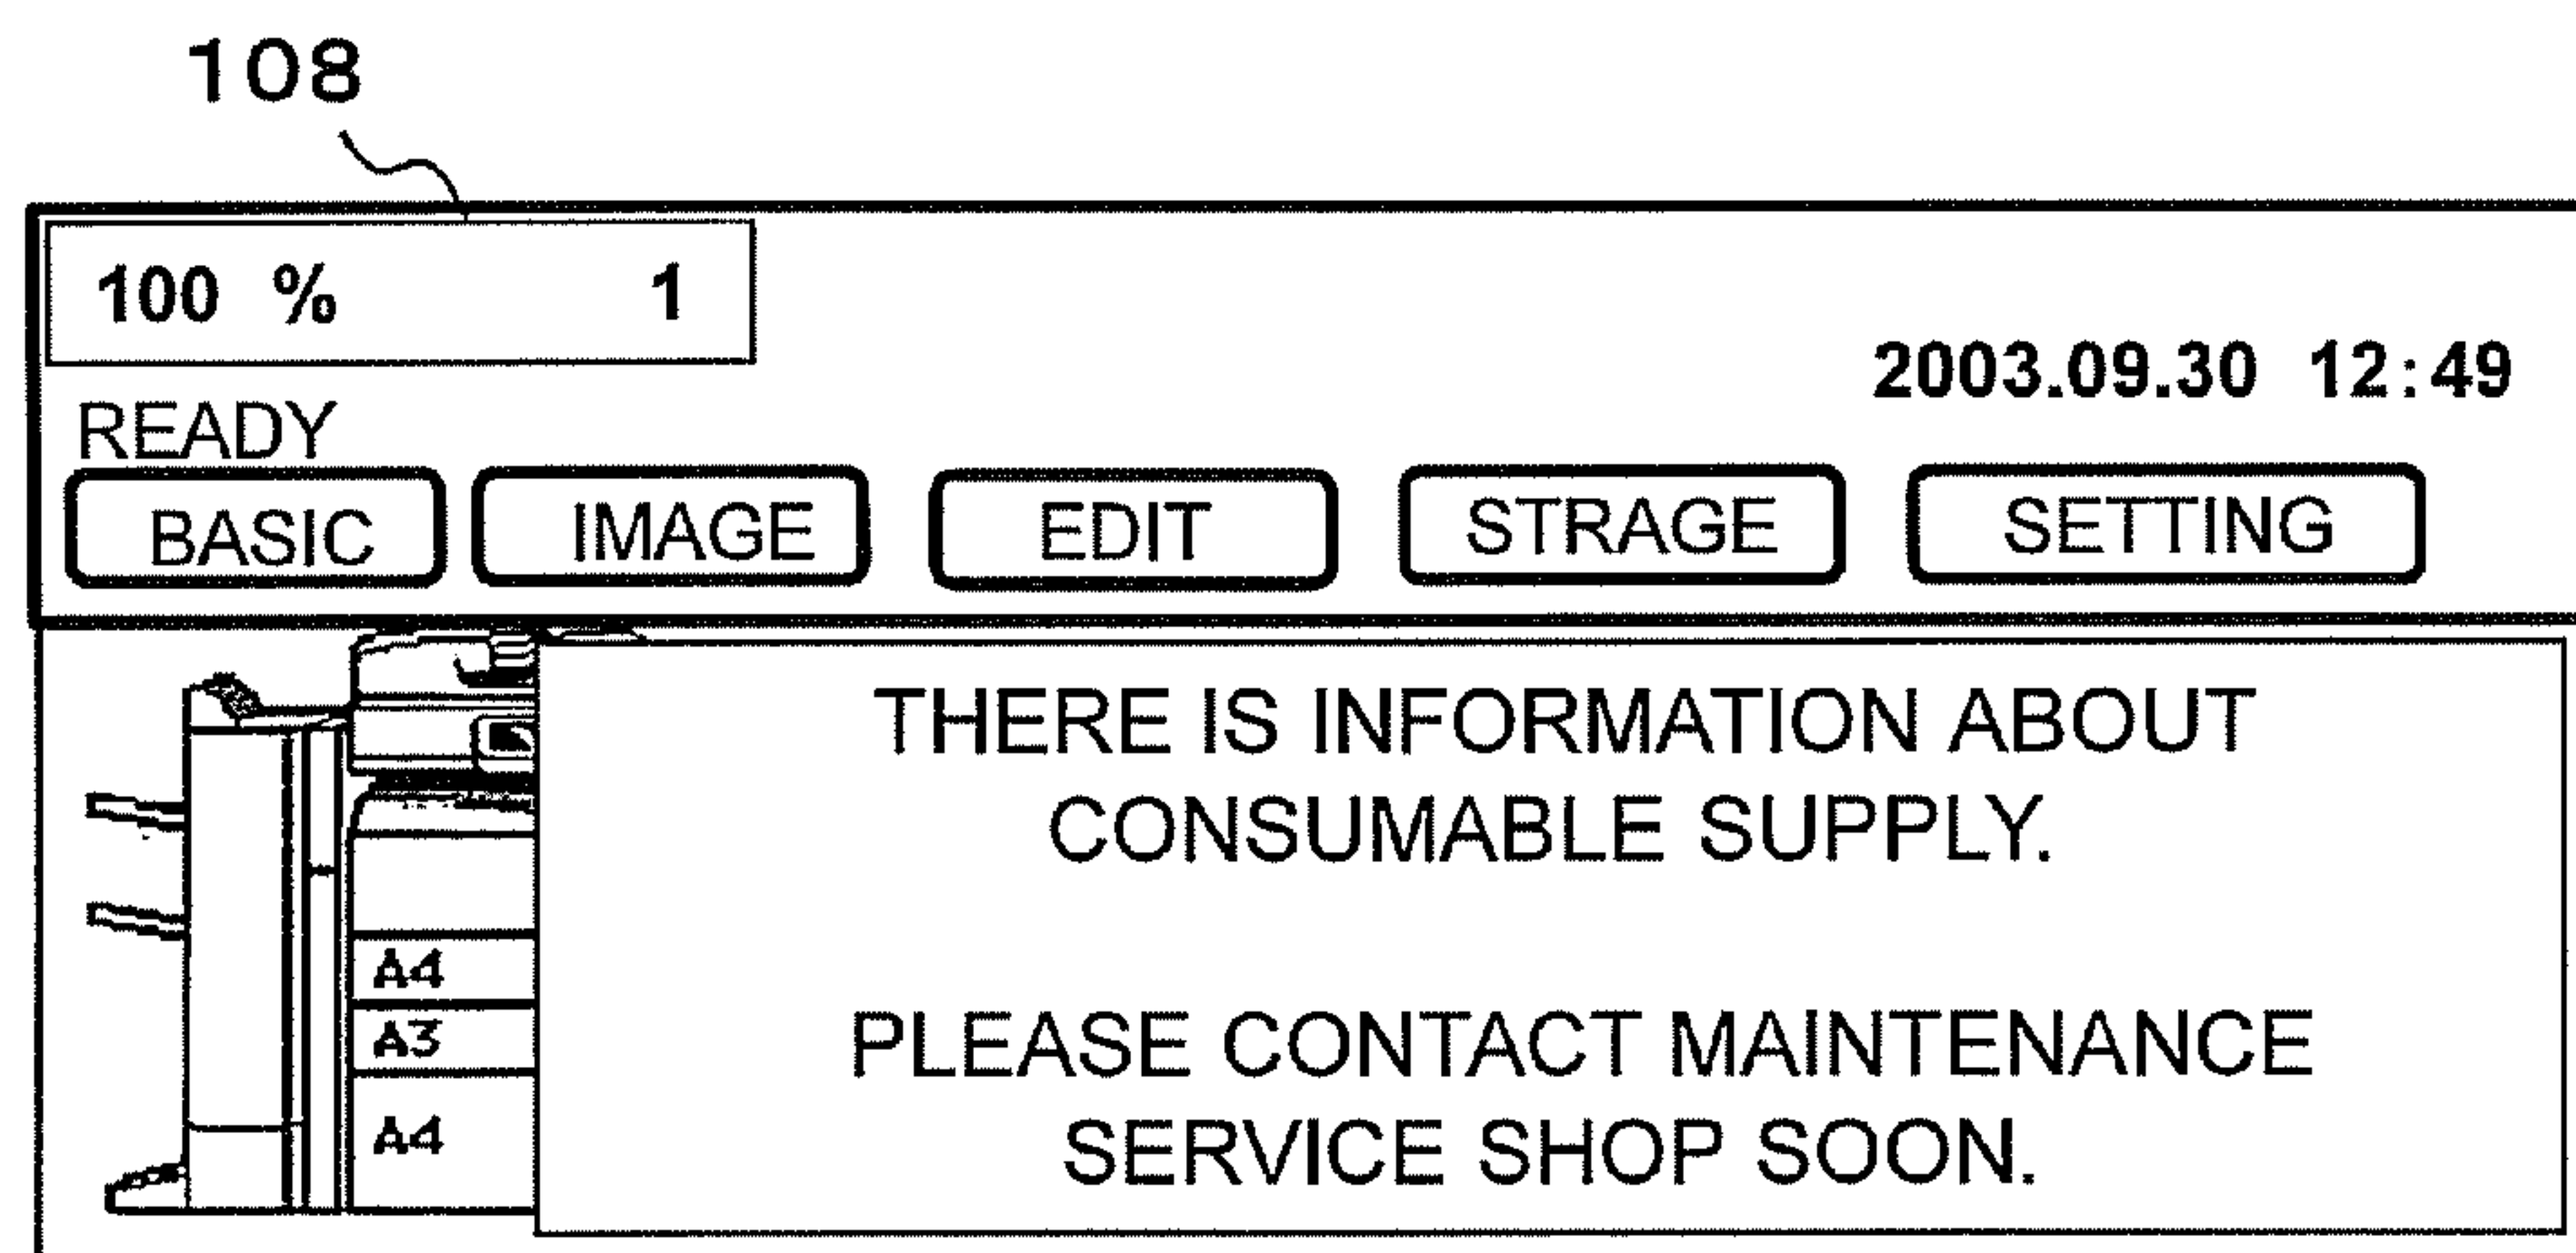 108
100 % 1
2003.09.30 12:49
READY
BASIC IMAGE EDIT STRAGE SETTING
THERE IS INFORMATION ABOUT
CONSUMABLE SUPPLY.
PLEASE CONTACT MAINTENANCE
SERVICE SHOP SOON.
A4
A3
A4